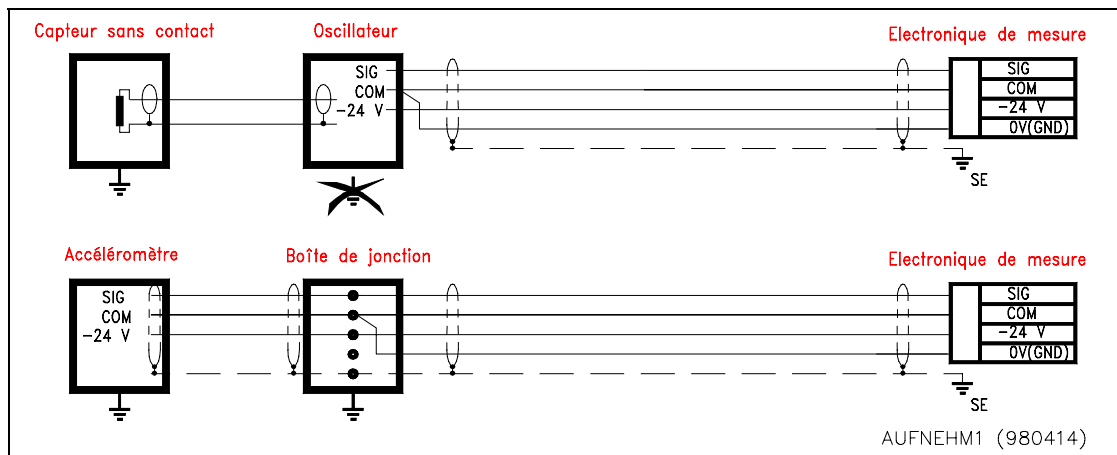 Capteur sans contact
Oscillateur
Electronique de mesure
SIG
COM
-24 V
SIG
COM
-24 V
0V(GND)
SE
Accéléromètre
Boîte de jonction
Electronique de mesure
SIG
COM
-24 V
SIG
COM
-24 V
0V(GND)
SE
AUFNEHM1 (980414)